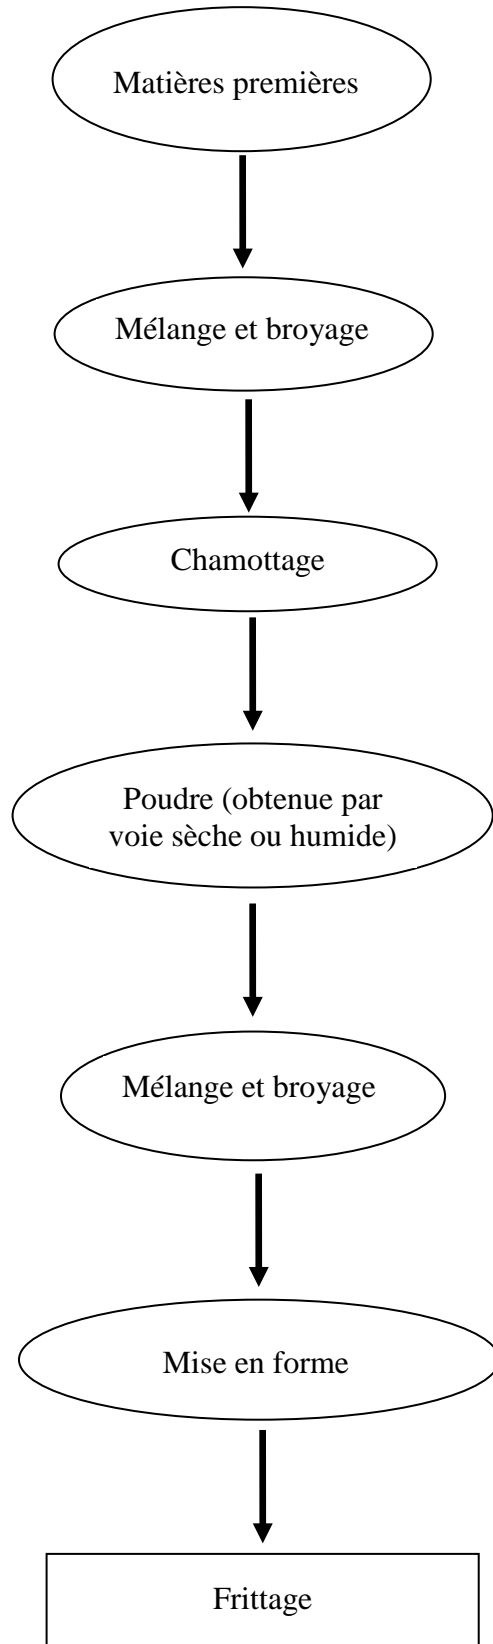 Matières premières
Mélange et broyage
Chamottage
Poudre (obtenue par
voie sèche ou humide)
Mélange et broyage
Mise en forme
Frittage